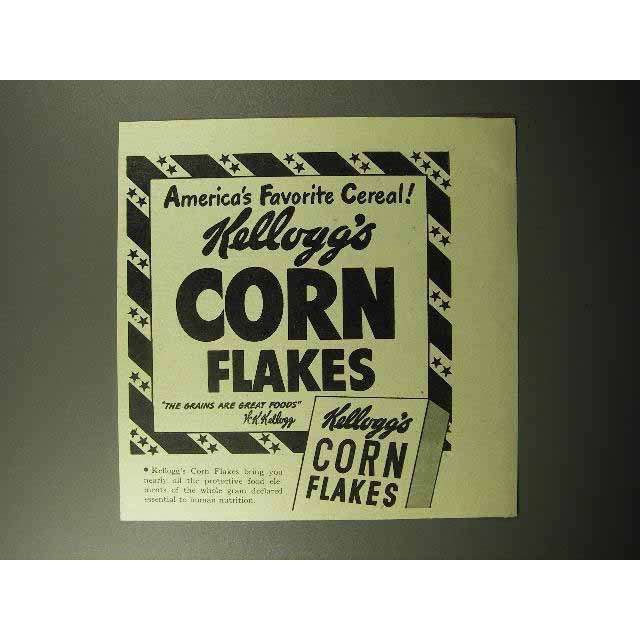 America's Favorite Cereal!
Kellogg's
CORN
FLAKES
"THE GRAINS ARE GREAT FOODS"
W.K.Kellogg
• Kellogg's Corn Flakes bring you
nearly all the protective food ele-
ments of the whole grain declared
essential to human nutrition.
Kellogg's
CORN
FLAKES